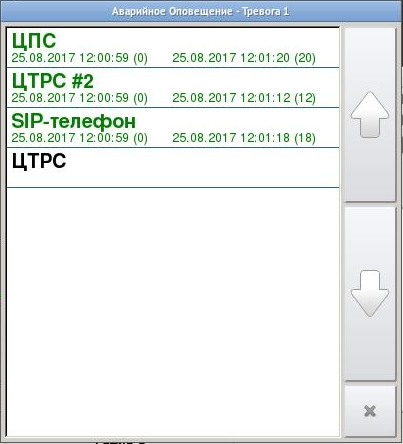 Аварийное Оповещение - Тревога 1
ЦПС
25.08.2017 12:00:59 (0) 25.08.2017 12:01:20 (20)
ЦТРС #2
25.08.2017 12:00:59 (0) 25.08.2017 12:01:12 (12)
SIP-телефон
25.08.2017 12:00:59 (0) 25.08.2017 12:01:18 (18)
ЦТРС